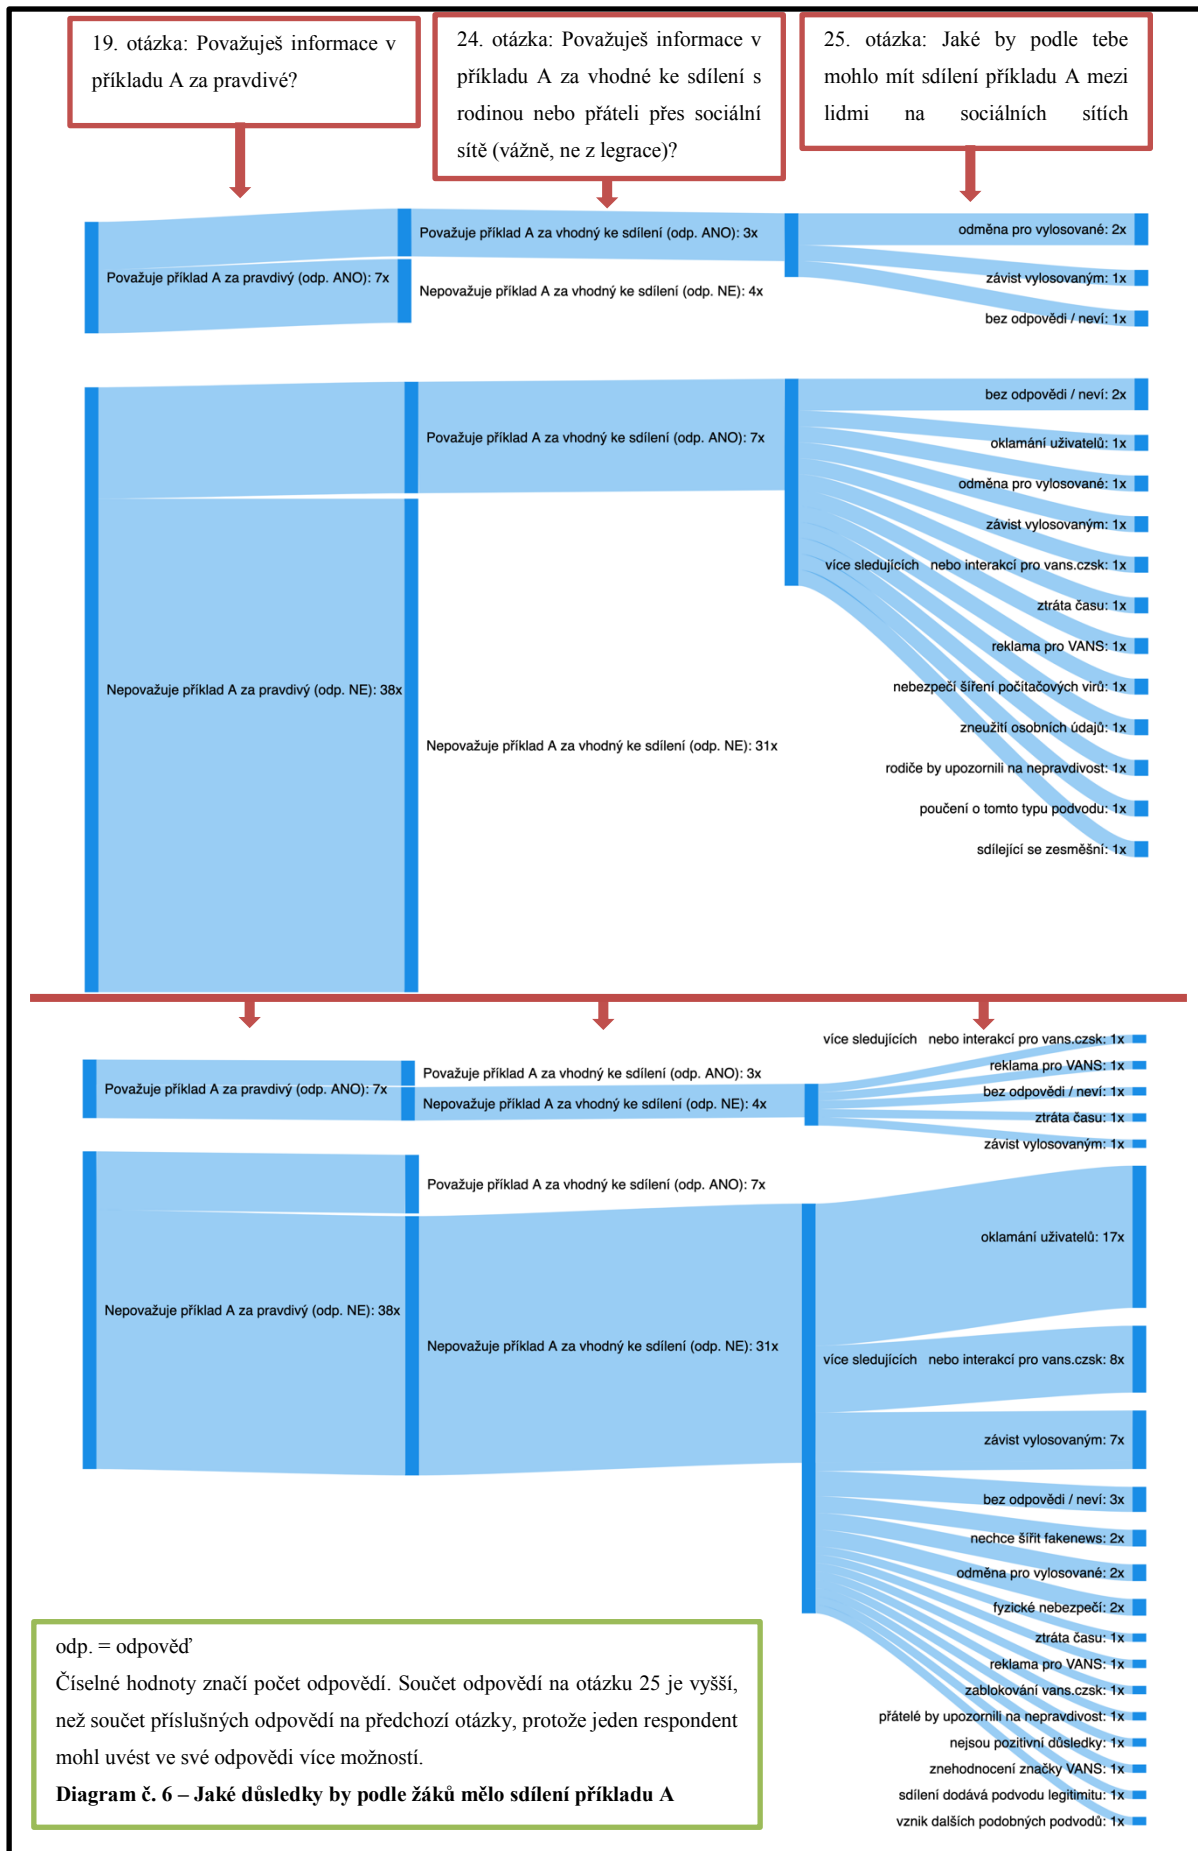 19. otázka: Považuješ informace v
příkladu A za pravdivé?
24. otázka: Považuješ informace v
příkladu A za vhodné ke sdílení s
rodinou nebo přáteli přes sociální
sítě (vážně, ne z legrace)?
25. otázka: Jaké by podle tebe
mohlo mít sdílení příkladu A mezi
lidmi na sociálních sítích
Považuje příklad A za pravdivý (odp. ANO): 7x
Považuje příklad A za vhodný ke sdílení (odp. ANO): 3x
Nepovažuje příklad A za vhodný ke sdílení (odp. NE): 4x
odměna pro vylosované: 2x
závist vylosovaným: 1x
bez odpovědi / neví: 1x
Nepovažuje příklad A za pravdivý (odp. NE): 38x
Považuje příklad A za vhodný ke sdílení (odp. ANO): 7x
Nepovažuje příklad A za vhodný ke sdílení (odp. NE): 31x
bez odpovědi / neví: 2x
oklamání uživatelů: 1x
odměna pro vylosované: 1x
závist vylosovaným: 1x
více sledujících nebo interakcí pro vans.czsk: 1x
ztráta času: 1x
reklama pro VANS: 1x
nebezpečí šíření počítačových virů: 1x
zneužití osobních údajů: 1x
rodiče by upozornili na nepravdivost: 1x
poučení o tomto typu podvodu: 1x
sdílející se zesměšní: 1x
Považuje příklad A za pravdivý (odp. ANO): 7x
Považuje příklad A za vhodný ke sdílení (odp. ANO): 3x
Nepovažuje příklad A za vhodný ke sdílení (odp. NE): 4x
více sledujících nebo interakcí pro vans.czsk: 1x
reklama pro VANS: 1x
bez odpovědi / neví: 1x
ztráta času: 1x
závist vylosovaným: 1x
Nepovažuje příklad A za pravdivý (odp. NE): 38x
Považuje příklad A za vhodný ke sdílení (odp. ANO): 7x
Nepovažuje příklad A za vhodný ke sdílení (odp. NE): 31x
oklamání uživatelů: 17x
více sledujících nebo interakcí pro vans.czsk: 8x
závist vylosovaným: 7x
bez odpovědi / neví: 3x
nechce šířit fakenews: 2x
odměna pro vylosované: 2x
fyzické nebezpečí: 2x
ztráta času: 1x
reklama pro VANS: 1x
zablokování vans.czsk: 1x
přátelé by upozornili na nepravdivost: 1x
nejsou pozitivní důsledky: 1x
znehodnocení značky VANS: 1x
sdílení dodává podvodu legitimitu: 1x
vznik dalších podobných podvodů: 1x
odp. = odpověď
Číselné hodnoty značí počet odpovědí. Součet odpovědí na otázku 25 je vyšší,
než součet příslušných odpovědí na předchozí otázky, protože jeden respondent
mohl uvést ve své odpovědi více možností.
Diagram č. 6 – Jaké důsledky by podle žáků mělo sdílení příkladu A